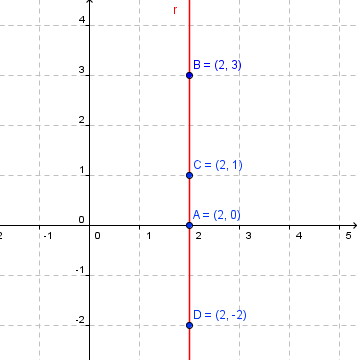 4
r
3
B = (2, 3)
2
1
C = (2, 1)
0
A = (2, 0)
2 -1 0 1 2 3 4 5
-1
-2
D = (2, -2)